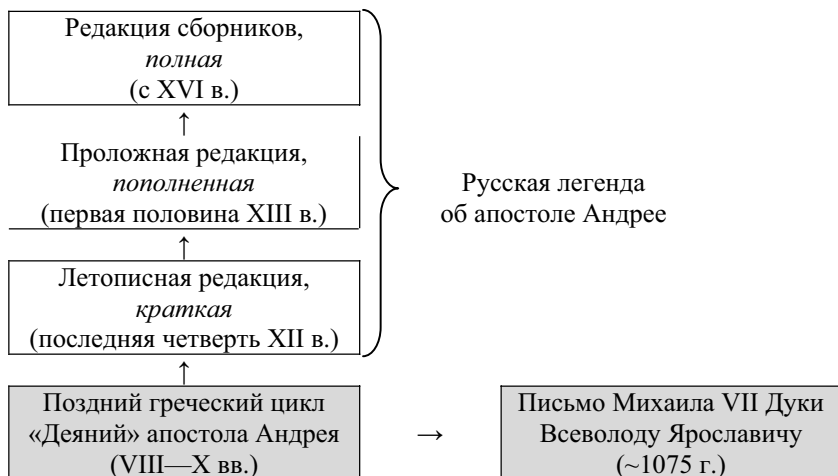 Редакция сборников,
полная
(с XVI в.)
↑
Проложная редакция,
пополненная
(первая половина XIII в.)
Русская легенда
об апостоле Андрее
↑
Летописная редакция,
краткая
(последняя четверть XII в.)
↑
Поздний греческий цикл
«Деяний» апостола Андрея
(VIII—X вв.)
→
Письмо Михаила VII Дуки
Всеволоду Ярославичу
(~1075 г.)